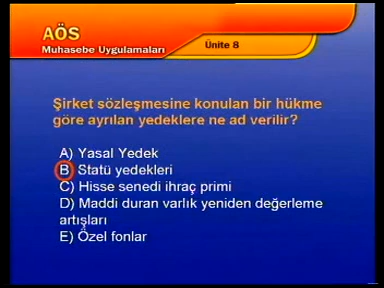 AÖS
Muhasebe Uygulamaları
Ünite 8
Şirket sözleşmesine konulan bir hükme
göre ayrılan yedeklere ne ad verilir?
A) Yasal Yedek
B) Statü yedekleri
C) Hisse senedi ihraç primi
D) Maddi duran varlık yeniden değerleme
artışları
E) Özel fonlar